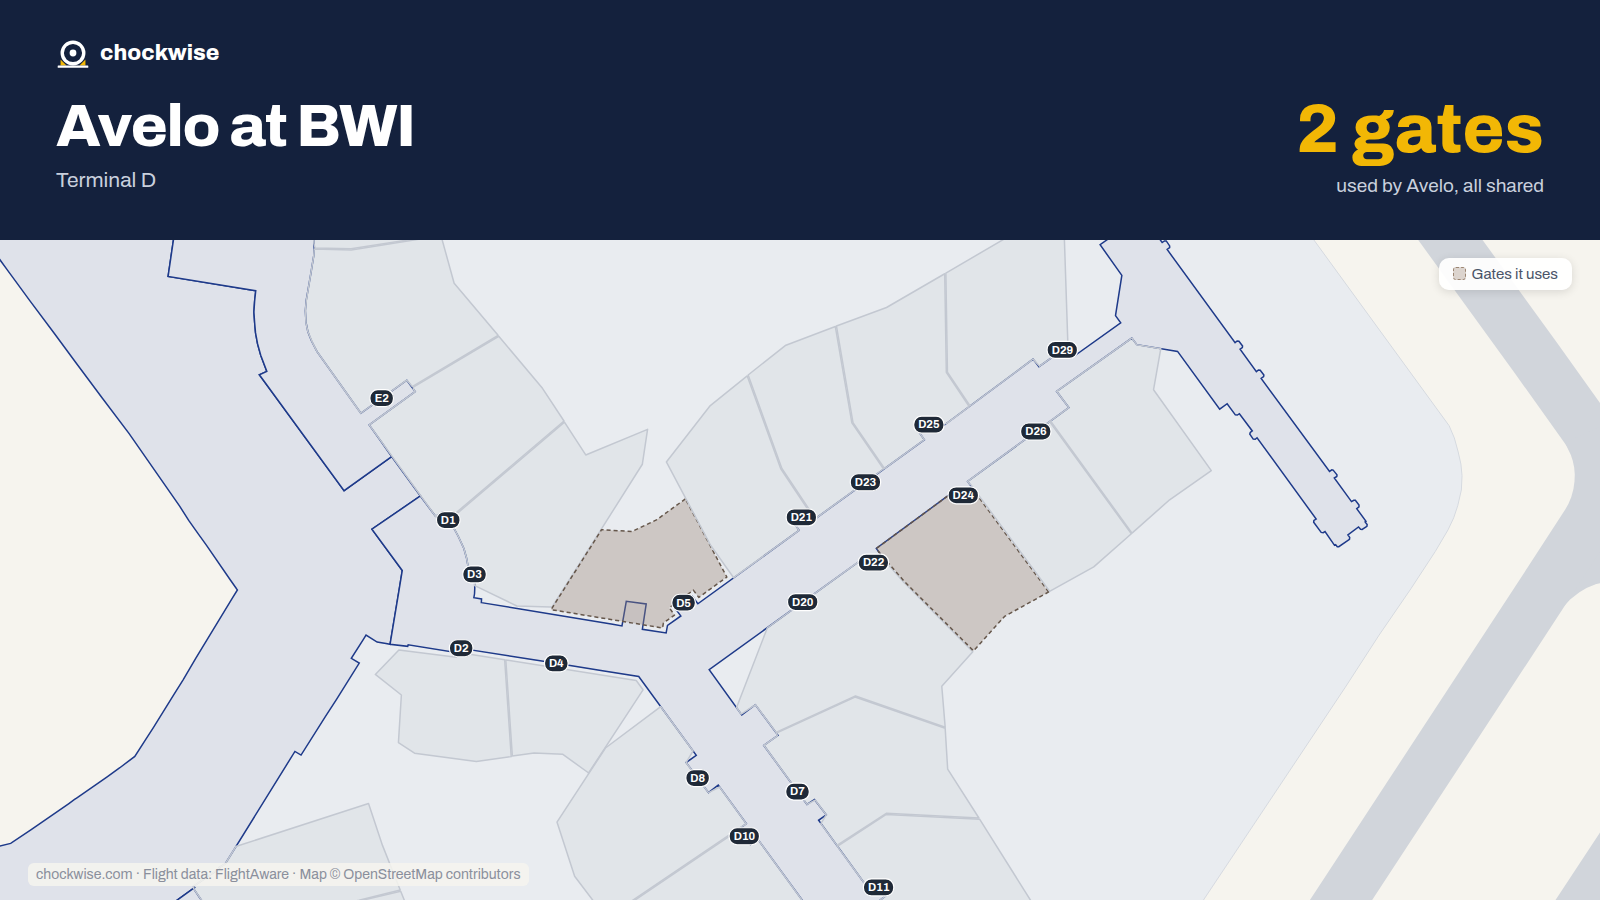 chockwise
Avelo at BWI
Terminal D
2 gates
used by Avelo, all shared
Gates it uses
D29
E2
D25
D26
D23
D24
D21
D1
D22
D3
D5
D20
D2
D4
D8
D7
D10
D11
chockwise.com · Flight data: FlightAware · Map © OpenStreetMap contributors